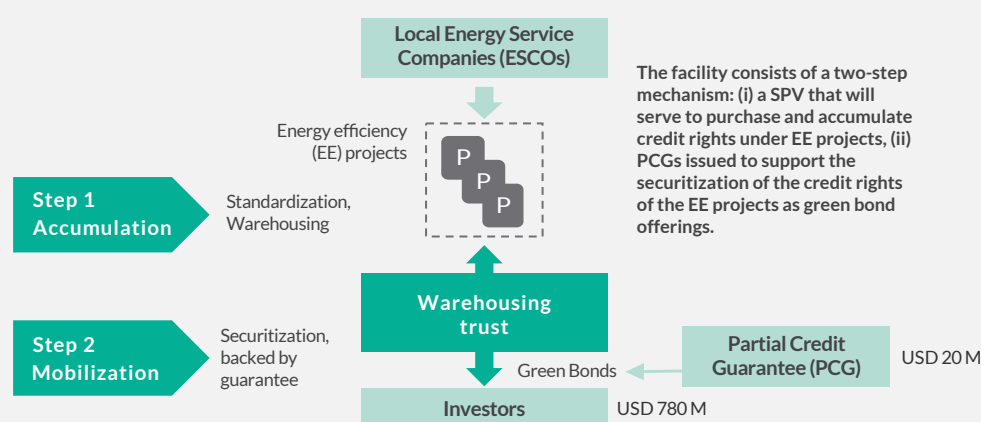 Local Energy Service
Companies (ESCOs)
The facility consists of a two-step
mechanism: (i) a SPV that will
serve to purchase and accumulate
credit rights under EE projects, (ii)
PCGs issued to support the
securitization of the credit rights
of the EE projects as green bond
offerings.
Energy efficiency
(EE) projects
P
P
P
Step 1
Accumulation
Standardization,
Warehousing
Warehousing
trust
Step 2
Mobilization
Securitization,
backed by
guarantee
Green Bonds
Partial Credit
Guarantee (PCG)
USD 20 M
Investors
USD 780 M